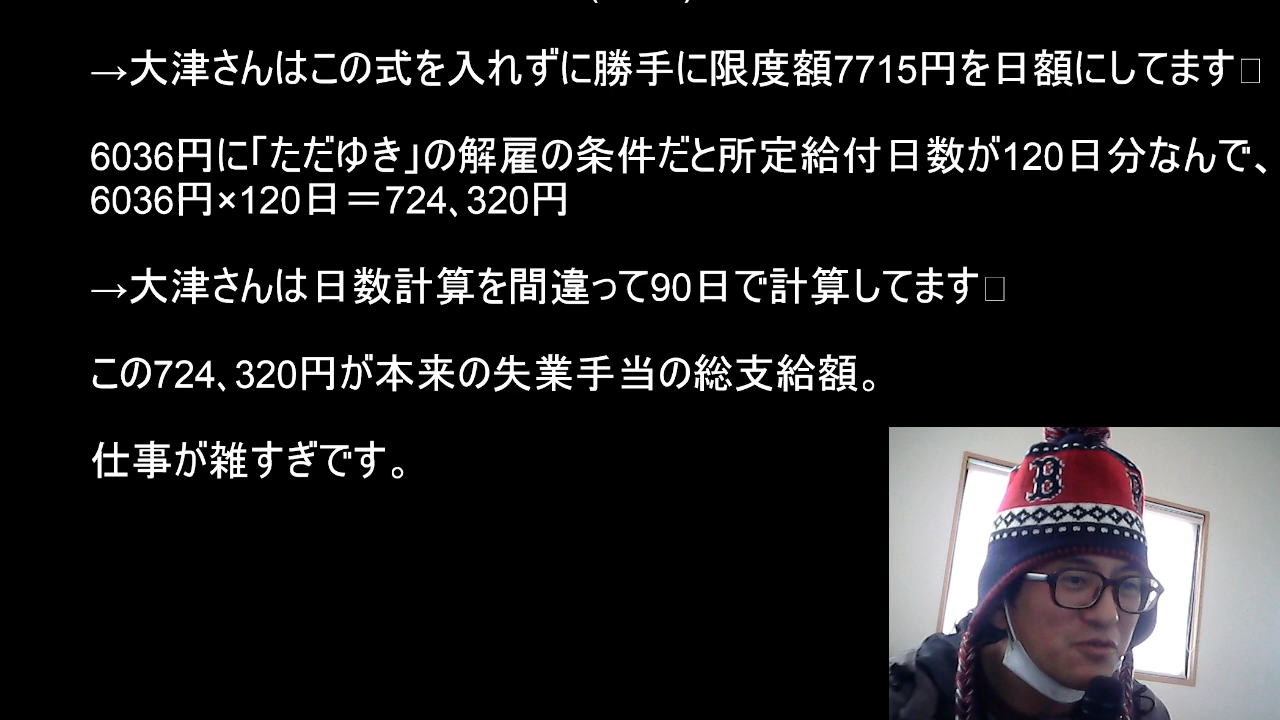 →大津さんはこの式を入れずに勝手に限度額7715円を日額にしてます□
6036円に「ただゆき」の解雇の条件だと所定給付日数が120日分なんで、
6036円×120日＝724、320円
→大津さんは日数計算を間違って90日で計算してます□
この724、320円が本来の失業手当の総支給額。
仕事が雑すぎです。
B